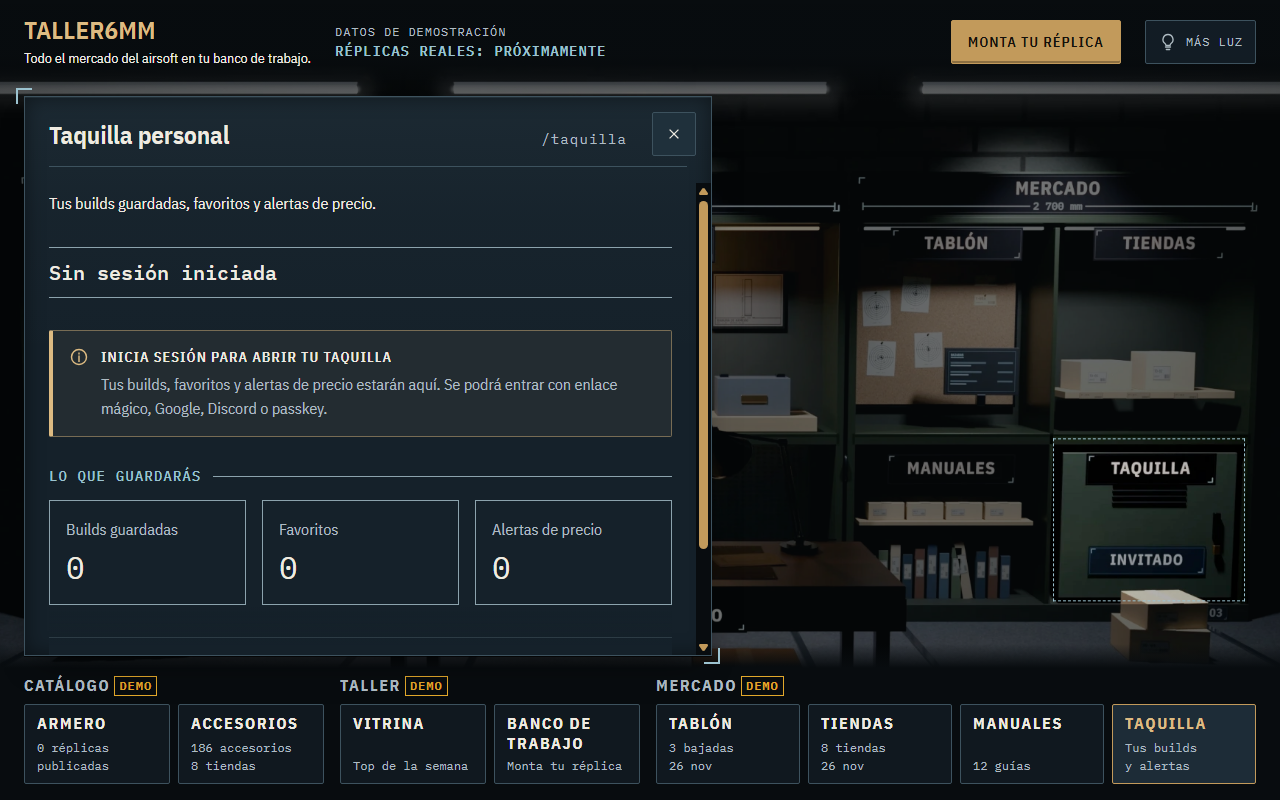 TALLER6MM
Todo el mercado del airsoft en tu banco de trabajo.
DATOS DE DEMOSTRACIÓN
RÉPLICAS REALES: PRÓXIMAMENTE
MONTA TU RÉPLICA
MÁS LUZ
Taquilla personal
/taquilla
Tus builds guardadas, favoritos y alertas de precio.
Sin sesión iniciada
INICIA SESIÓN PARA ABRIR TU TAQUILLA
Tus builds, favoritos y alertas de precio estarán aquí. Se podrá entrar con enlace
mágico, Google, Discord o passkey.
LO QUE GUARDARÁS
Builds guardadas
0
Favoritos
0
Alertas de precio
0
MERCADO
2 700 mm
TABLÓN
TIENDAS
MANUALES
TAQUILLA
INVITADO
O
03
CATÁLOGO DEMO
ARMERO
0 réplicas
publicadas
ACCESORIOS
186 accesorios
8 tiendas
TALLER DEMO
VITRINA
Top de la semana
BANCO DE
TRABAJO
Monta tu réplica
MERCADO DEMO
TABLÓN
3 bajadas
26 nov
TIENDAS
8 tiendas
26 nov
MANUALES
12 guías
TAQUILLA
Tus builds
y alertas